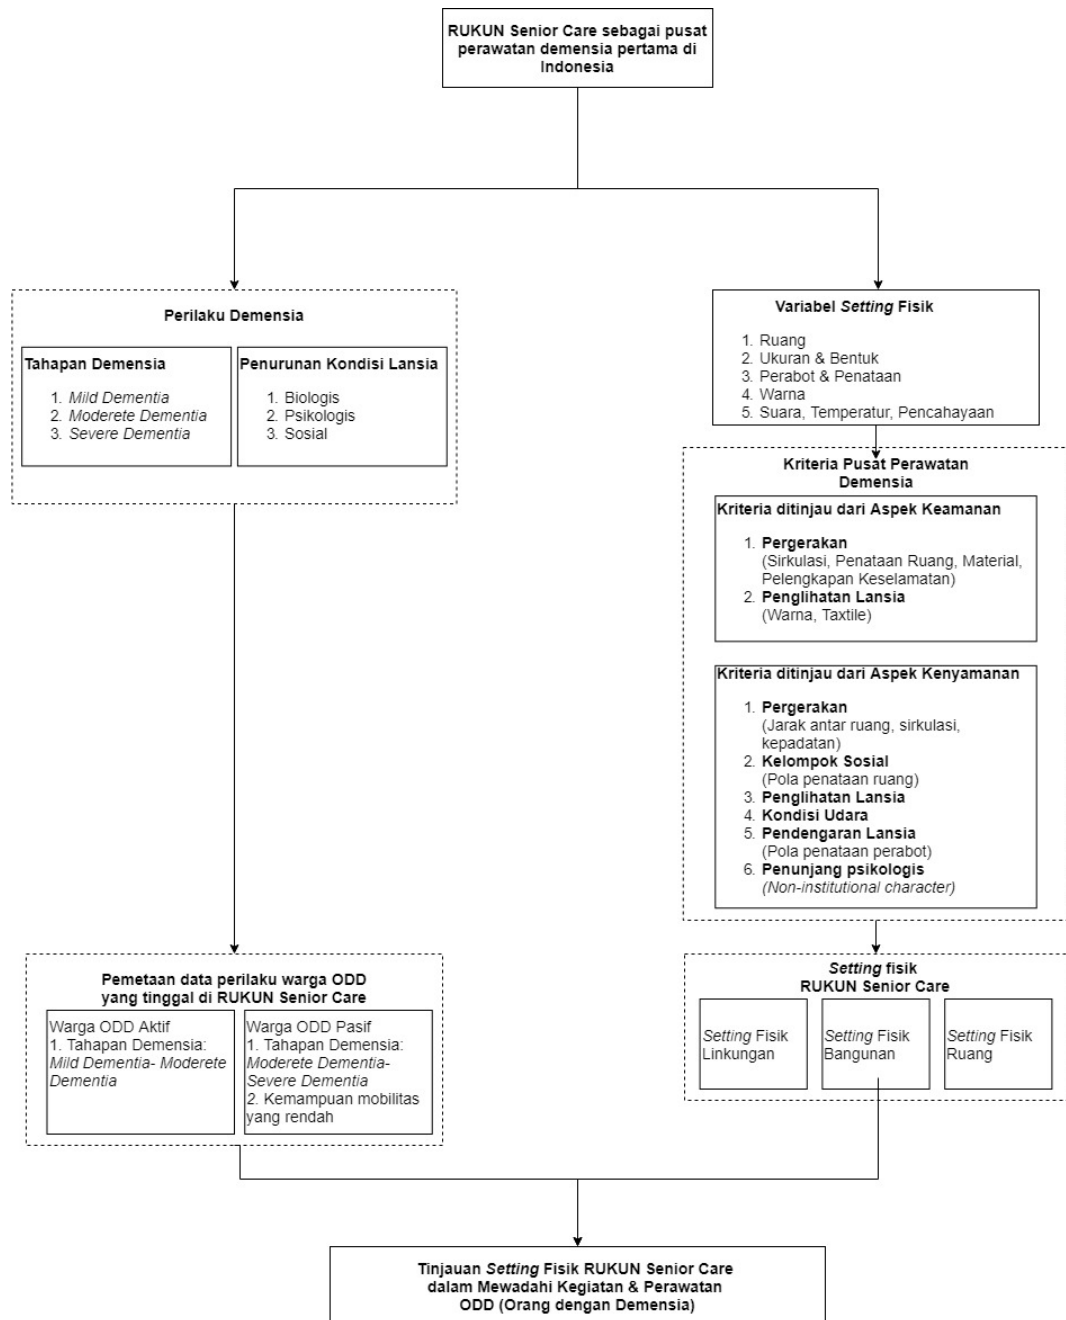 RUKUN Senior Care sebagai pusat
perawatan demensia pertama di
Indonesia
Perilaku Demensia
Tahapan Demensia
1. Mild Dementia
2. Moderete Dementia
3. Severe Dementia
Penurunan Kondisi Lansia
1. Biologis
2. Psikologis
3. Sosial
Variabel Setting Fisik
1. Ruang
2. Ukuran & Bentuk
3. Perabot & Penataan
4. Warna
5. Suara, Temperatur, Pencahayaan
Kriteria Pusat Perawatan
Demensia
Kriteria ditinjau dari Aspek Keamanan
1. Pergerakan
(Sirkulasi, Penataan Ruang, Material,
Pelengkapan Keselamatan)
2. Penglihatan Lansia
(Warna, Taxtile)
Kriteria ditinjau dari Aspek Kenyamanan
1. Pergerakan
(Jarak antar ruang, sirkulasi,
kepadatan)
2. Kelompok Sosial
(Pola penataan ruang)
3. Penglihatan Lansia
4. Kondisi Udara
5. Pendengaran Lansia
(Pola penataan perabot)
6. Penunjang psikologis
(Non-institutional character)
Pemetaan data perilaku warga ODD
yang tinggal di RUKUN Senior Care
Warga ODD Aktif
1. Tahapan Demensia:
Mild Dementia- Moderete
Dementia
Warga ODD Pasif
1. Tahapan Demensia:
Moderete Dementia-
Severe Dementia
2. Kemampuan mobilitas
yang rendah
Setting fisik
RUKUN Senior Care
Setting Fisik
Linkungan
Setting Fisik
Bangunan
Setting Fisik
Ruang
Tinjauan Setting Fisik RUKUN Senior Care
dalam Mewadahi Kegiatan & Perawatan
ODD (Orang dengan Demensia)